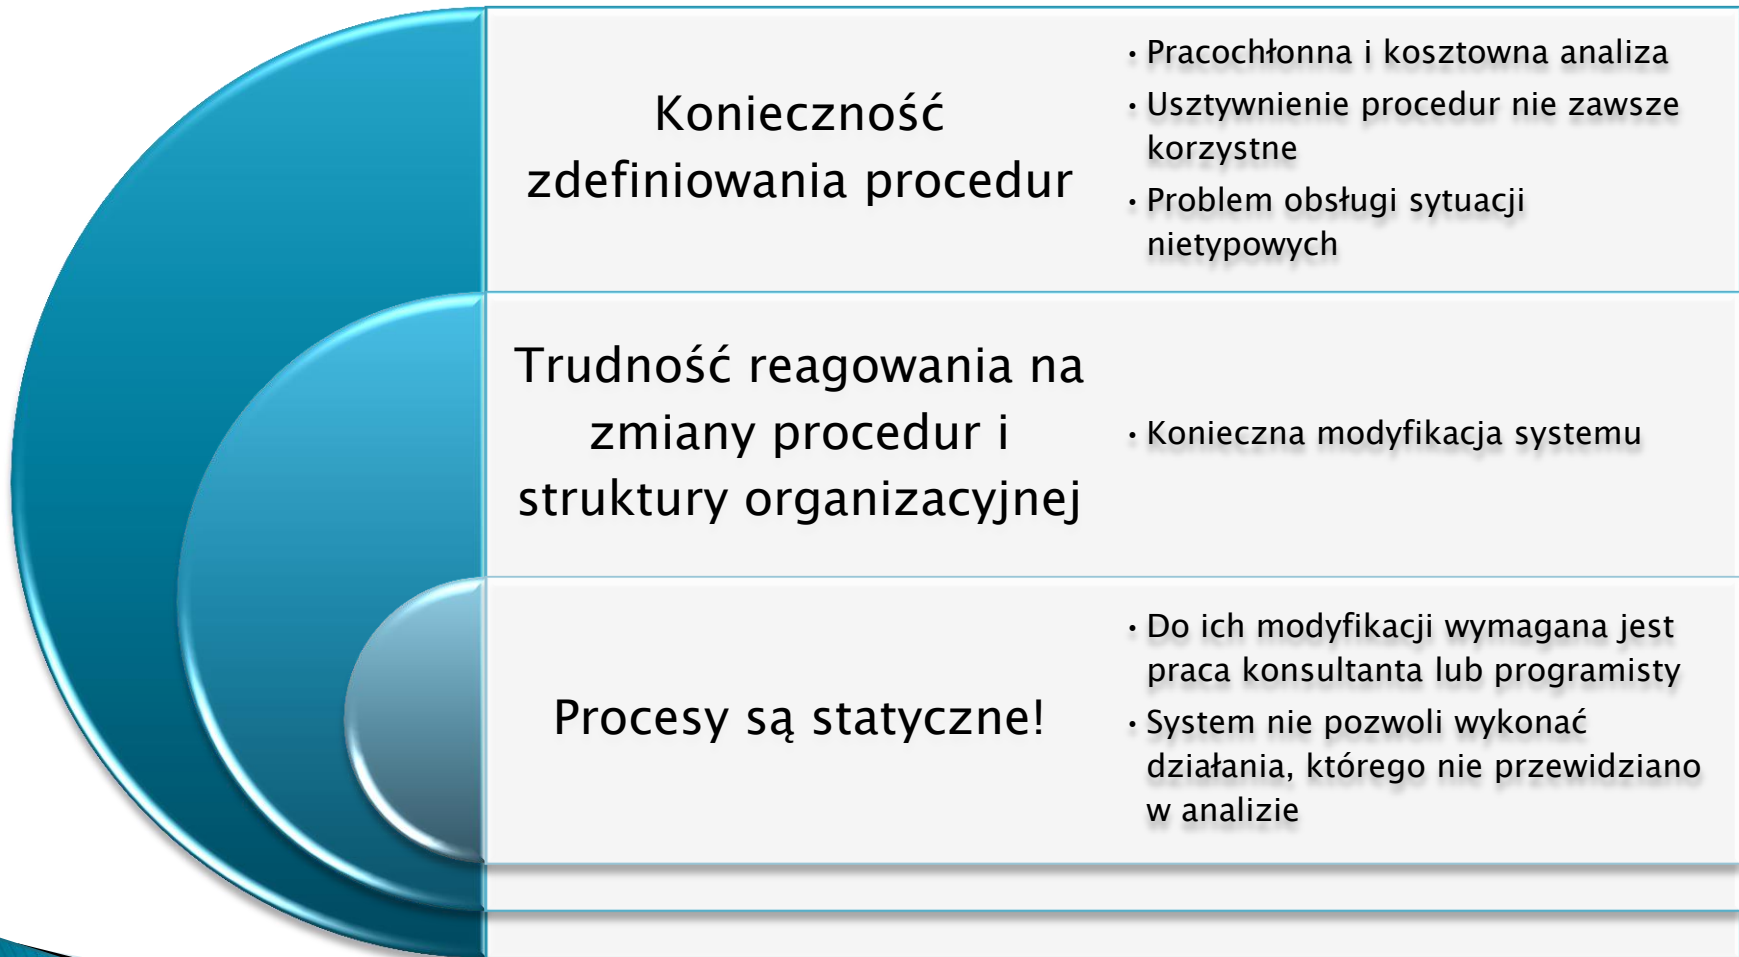 Konieczność
zdefiniowania procedur
• Pracochłonna i kosztowna analiza
• Usztywnienie procedur nie zawsze
korzystne
• Problem obsługi sytuacji
nietypowych
Trudność reagowania na
zmiany procedur i
struktury organizacyjnej
• Konieczna modyfikacja systemu
Procesy są statyczne!
• Do ich modyfikacji wymagana jest
praca konsultanta lub programisty
• System nie pozwoli wykonać
działania, którego nie przewidziano
w analizie